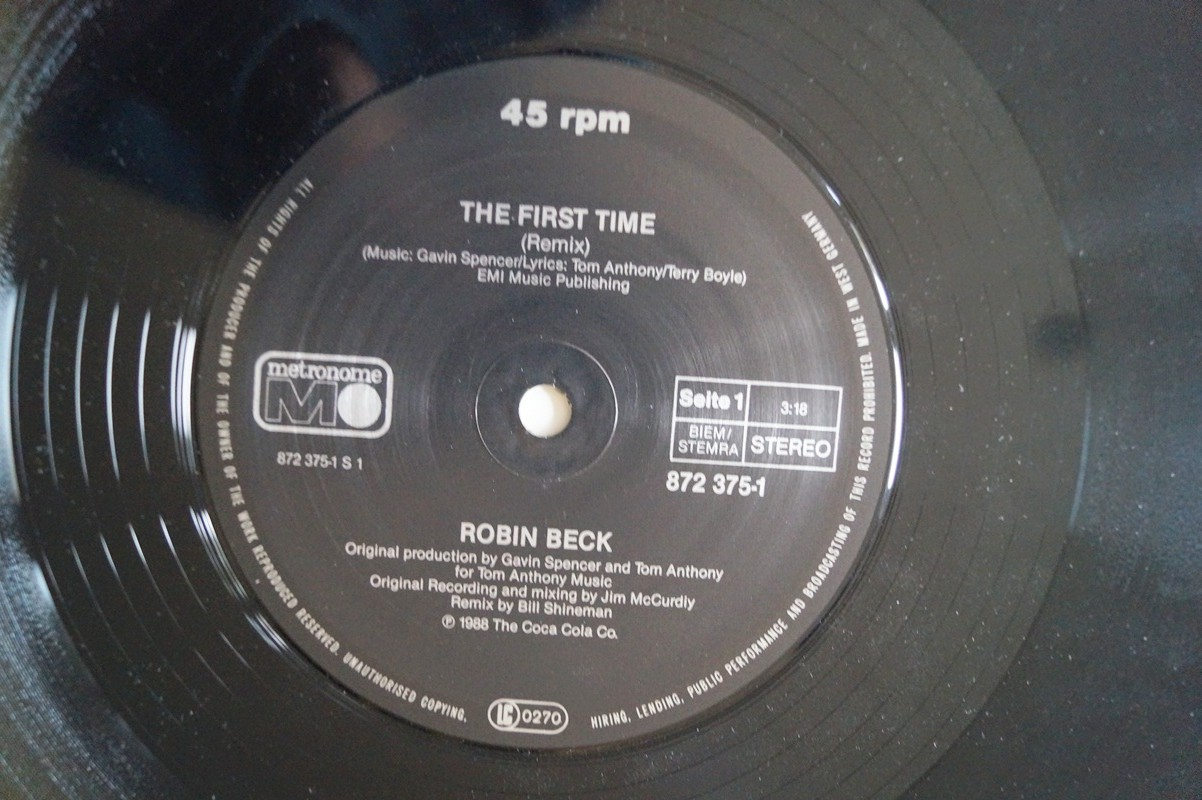 45 rpm
THE FIRST TIME
(Remix)
(Music: Gavin Spencer/Lyrics: Tom Anthony/Terry Boyle)
EMI Music Publishing
metronome
M
872 375-1 S 1
Seite 1
3:18
BIEM/
STEMRA
STEREO
872 375-1
ROBIN BECK
Original production by Gavin Spencer and Tom Anthony
for Tom Anthony Music
Original Recording and mixing by Jim McCurdly
Remix by Bill Shineman
℗ 1988 The Coca Cola Co.
LC 0270
ALL RIGHTS OF THE PRODUCER AND OF THE OWNER OF THE WORK REPRODUCED RESERVED. UNAUTHORISED COPYING, HIRING, LENDING, PUBLIC PERFORMANCE AND BROADCASTING OF THIS RECORD PROHIBITED. MADE IN WEST GERMANY